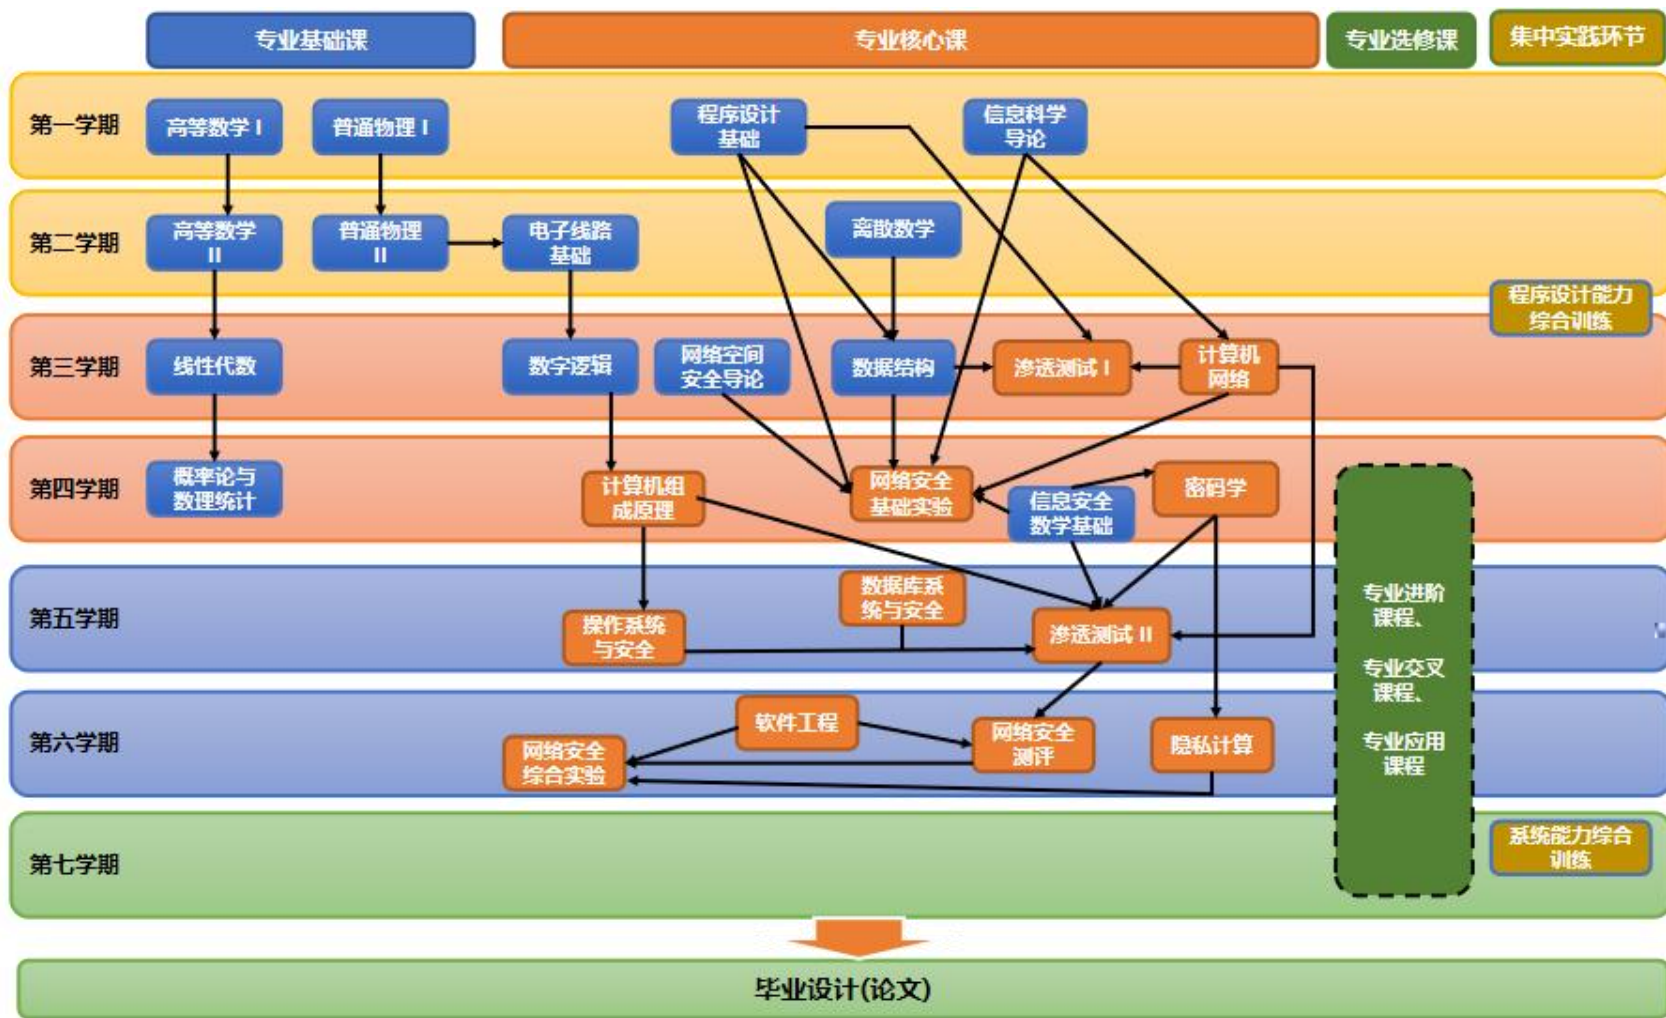 专业基础课
专业核心课
专业选修课
集中实践环节
第一学期
高等数学 I
普通物理 I
程序设计
基础
信息科学
导论
第二学期
高等数学
II
普通物理
II
电子线路
基础
离散数学
程序设计能力
综合训练
第三学期
线性代数
数字逻辑
网络空间
安全导论
数据结构
渗透测试 I
计算机
网络
第四学期
概率论与
数理统计
计算机组
成原理
网络安全
基础实验
信息安全
数学基础
密码学
第五学期
操作系统
与安全
数据库系
统与安全
渗透测试 II
专业进阶
课程、
专业交叉
课程、
专业应用
课程
第六学期
网络安全
综合实验
软件工程
网络安全
测评
隐私计算
第七学期
系统能力综合
训练
毕业设计(论文)